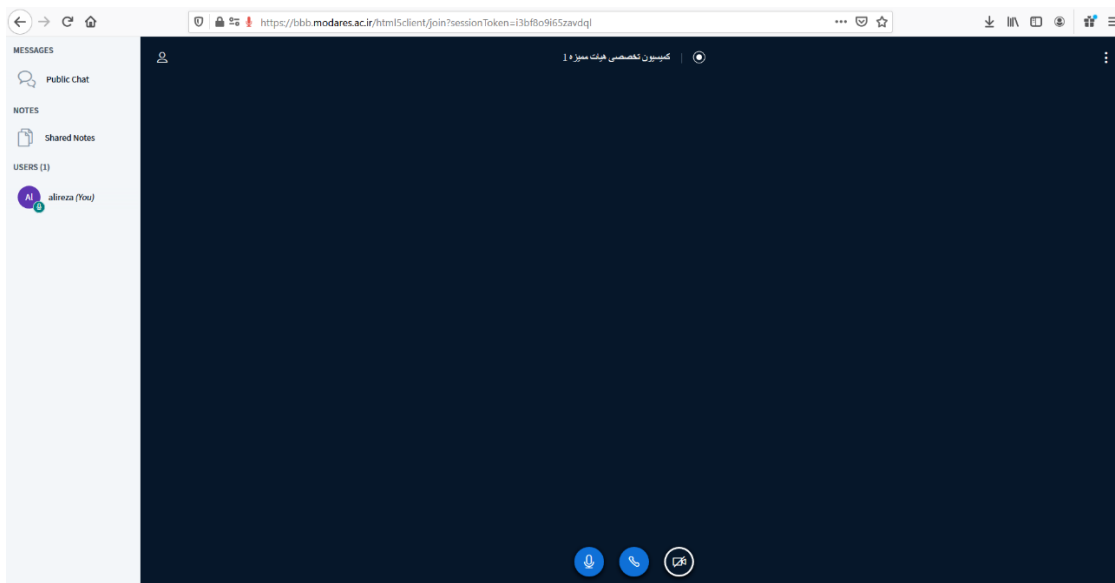 https://bbb.modares.ac.ir/html5client/join?sessionToken=i3bf8o9i65zavdql
MESSAGES
Public Chat
NOTES
Shared Notes
USERS (1)
Al
alireza (You)
کمیسیون تخصصی هیات ممیزه 1